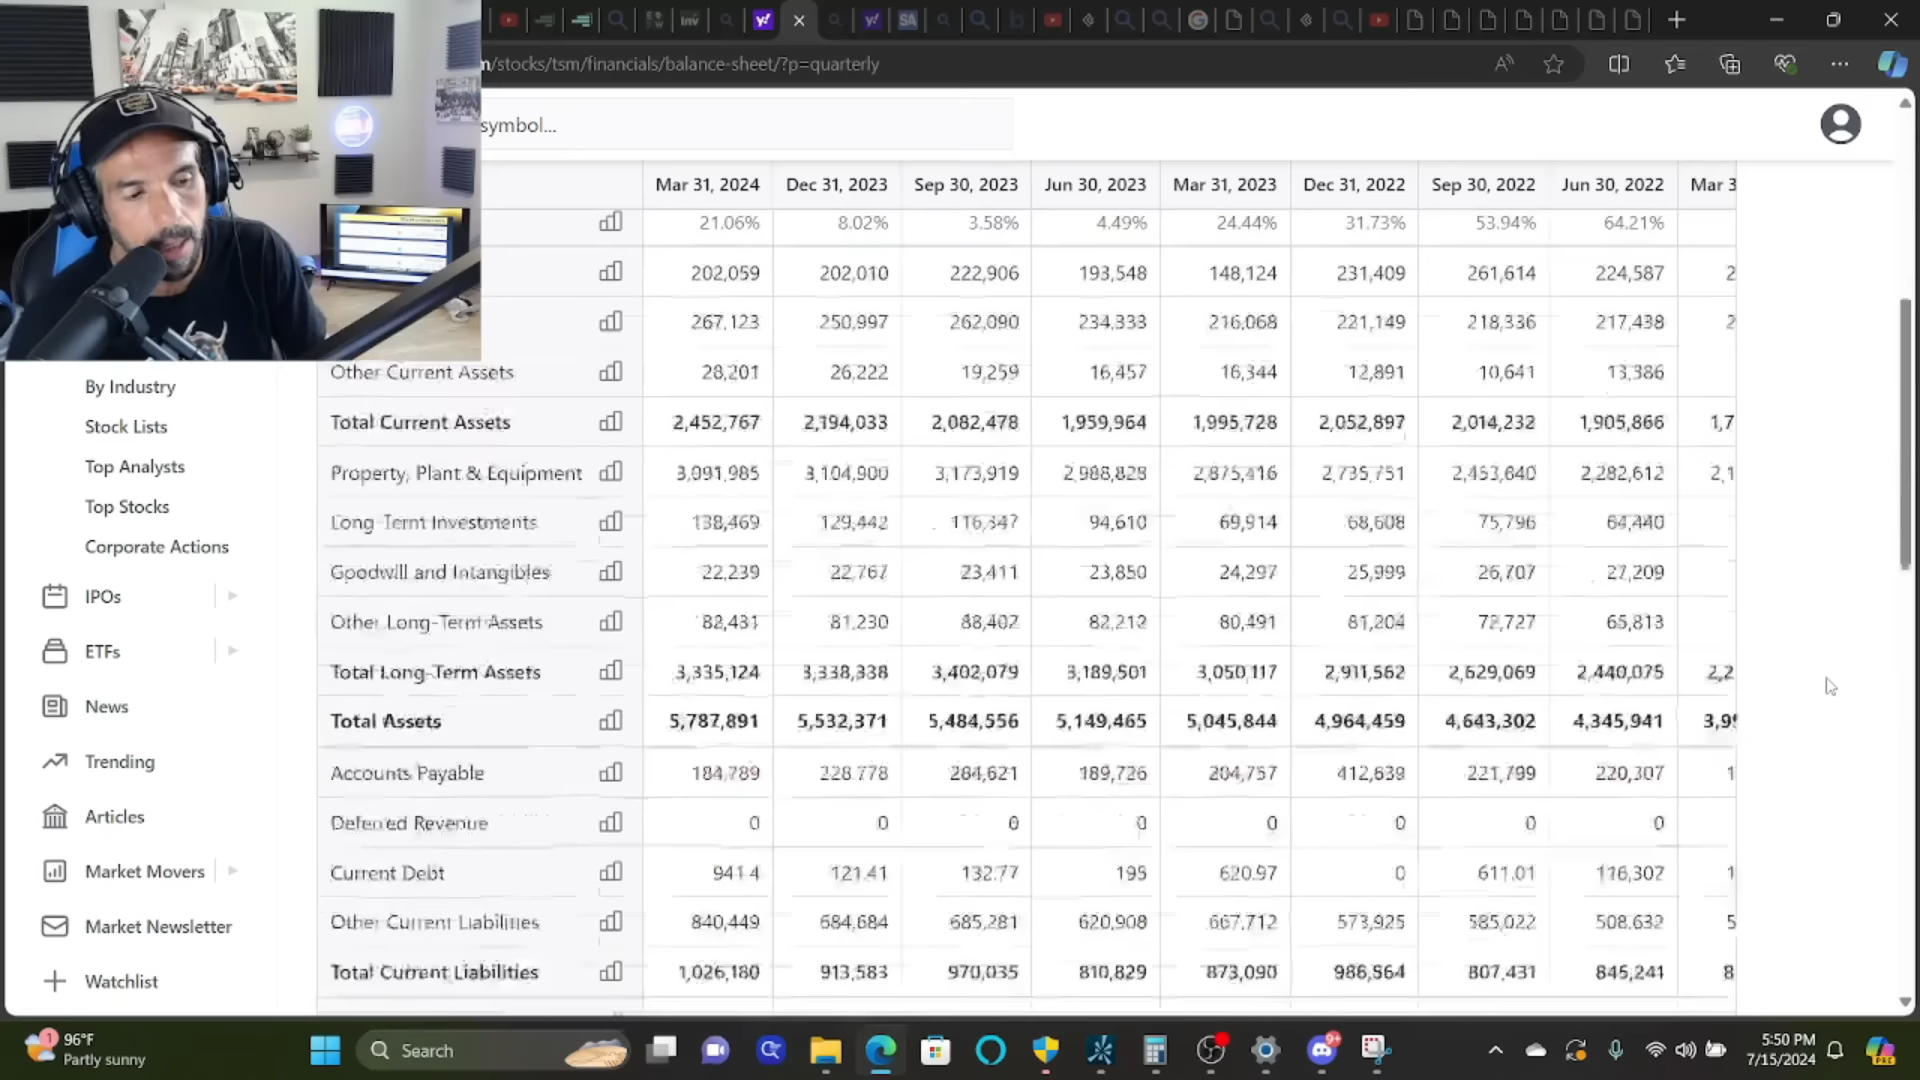 m/stocks/tsm/financials/balance-sheet/?p=quarterly
symbol...
Mar 31, 2024 Dec 31, 2023 Sep 30, 2023 Jun 30, 2023 Mar 31, 2023 Dec 31, 2022 Sep 30, 2022 Jun 30, 2022 Mar 3
21.06% 8.02% 3.58% 4.49% 24.44% 31.73% 53.94% 64.21%
202,059 202,010 222,906 193,548 148,124 231,409 261,614 224,587 2
267,123 250,997 262,090 234,333 216,068 221,149 218,336 217,438 2
Other Current Assets 28,201 26,222 19,259 16,457 16,344 12,891 10,641 13,386
Total Current Assets 2,452,767 2,194,033 2,082,478 1,959,964 1,995,728 2,052,897 2,014,232 1,905,866 1,7
Property, Plant & Equipment 3,091,985 3,104,900 3,173,919 2,988,828 2,875,416 2,735,751 2,453,640 2,282,612 2,1
Long-Term Investments 138,469 129,442 116,347 94,610 69,914 68,608 75,796 64,440
Goodwill and Intangibles 22,239 22,767 23,411 23,850 24,297 25,999 26,707 27,209
Other Long-Term Assets 82,431 81,230 88,402 82,212 80,491 81,204 72,727 65,813
Total Long-Term Assets 3,335,124 3,338,338 3,402,079 3,189,501 3,050,117 2,911,562 2,629,069 2,440,075 2,2
Total Assets 5,787,891 5,532,371 5,484,556 5,149,465 5,045,844 4,964,459 4,643,302 4,345,941 3,9
Accounts Payable 184,789 228,778 284,621 189,726 204,757 412,639 221,799 220,307 1
Deferred Revenue 0 0 0 0 0 0 0 0
Current Debt 941.4 121.41 132.77 195 620.97 0 611.01 116,307 1
Other Current Liabilities 840,449 684,684 685,281 620,908 667,712 573,925 585,022 508,632 5
Total Current Liabilities 1,026,180 913,583 970,035 810,829 873,090 986,564 807,431 845,241 8
By Industry
Stock Lists
Top Analysts
Top Stocks
Corporate Actions
IPOs
ETFs
News
Trending
Articles
Market Movers
Market Newsletter
Watchlist
96°F
Partly sunny
Search
5:50 PM
7/15/2024